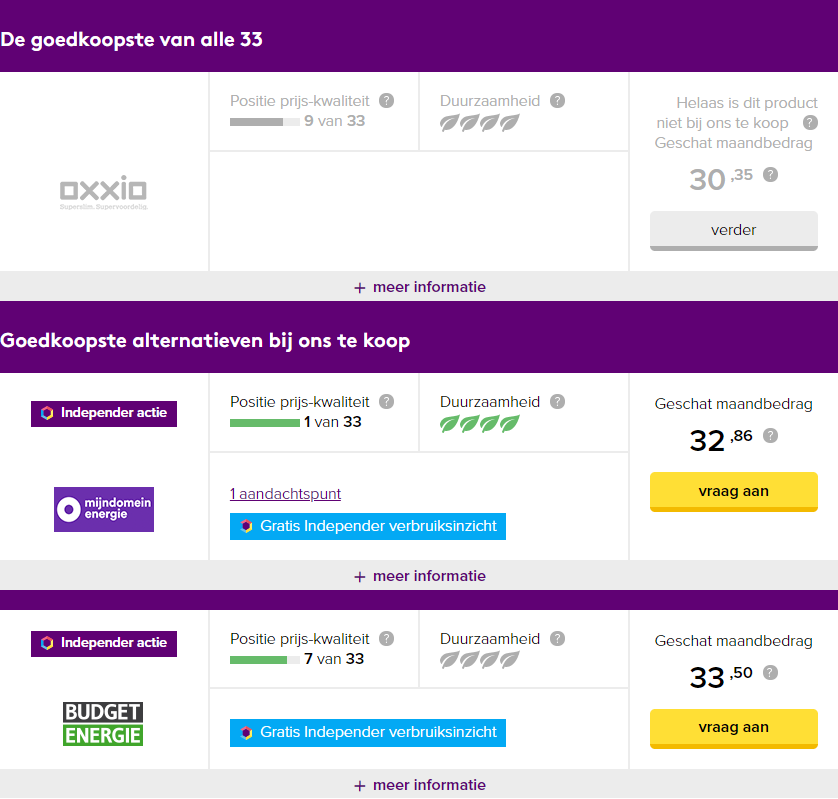 De goedkoopste van alle 33
Positie prijs-kwaliteit ?
9 van 33
Duurzaamheid ?
Helaas is dit product
niet bij ons te koop ?
Geschat maandbedrag
30,35 ?
oxxio
Superslim. Supervoordelig.
verder
+ meer informatie
Goedkoopste alternatieven bij ons te koop
Independer actie
Positie prijs-kwaliteit ?
1 van 33
Duurzaamheid ?
Geschat maandbedrag
32,86 ?
mijndomein
energie
1 aandachtspunt
Gratis Independer verbruiksinzicht
vraag aan
+ meer informatie
Independer actie
Positie prijs-kwaliteit ?
7 van 33
Duurzaamheid ?
Geschat maandbedrag
33,50 ?
BUDGET
ENERGIE
Gratis Independer verbruiksinzicht
vraag aan
+ meer informatie